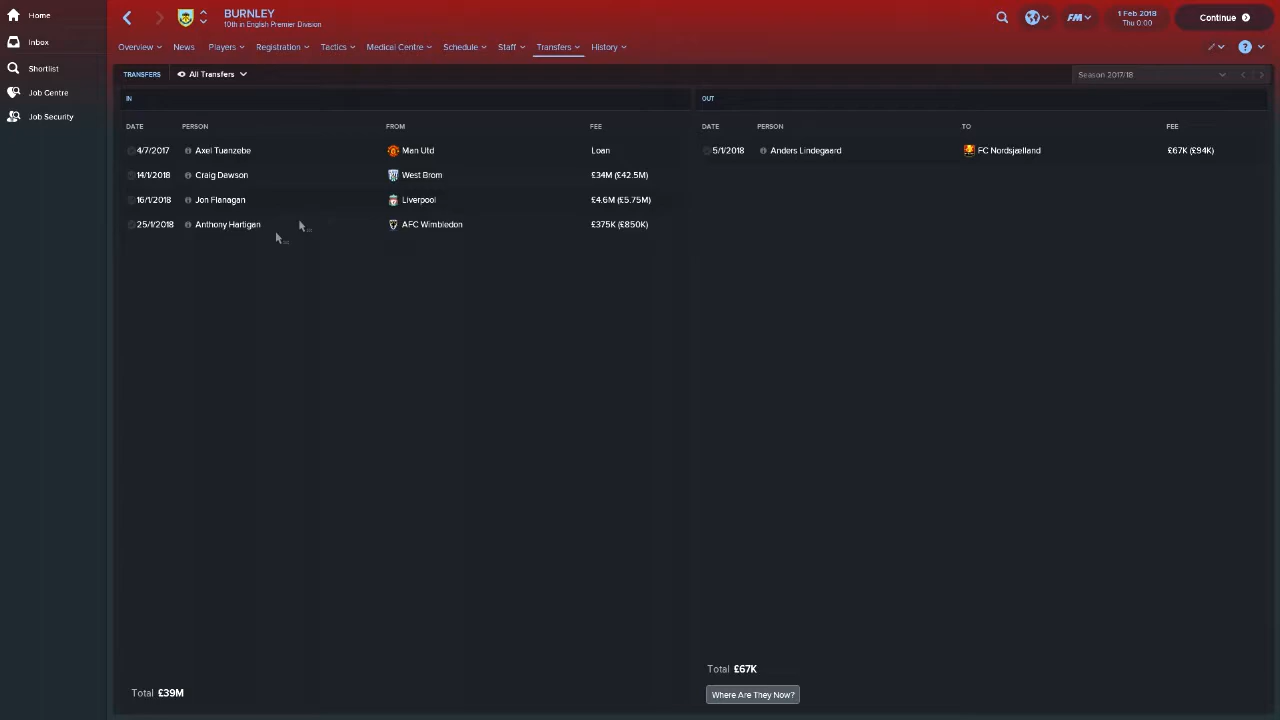 Home
Inbox
Shortlist
Job Centre
Job Security
BURNLEY
10th in English Premier Division
FM
1 Feb 2018
Thu 0:00
Continue
Overview News Players Registration Tactics Medical Centre Schedule Staff Transfers History
?
TRANSFERS All Transfers Season 2017/18
IN
DATE PERSON FROM FEE
4/7/2017 Axel Tuanzebe Man Utd Loan
14/1/2018 Craig Dawson West Brom £34M (£42.5M)
16/1/2018 Jon Flanagan Liverpool £4.6M (£5.75M)
25/1/2018 Anthony Hartigan AFC Wimbledon £375K (£850K)
Total £39M
OUT
DATE PERSON TO FEE
5/1/2018 Anders Lindegaard FC Nordsjælland £67K (£94K)
Total £67K
Where Are They Now?